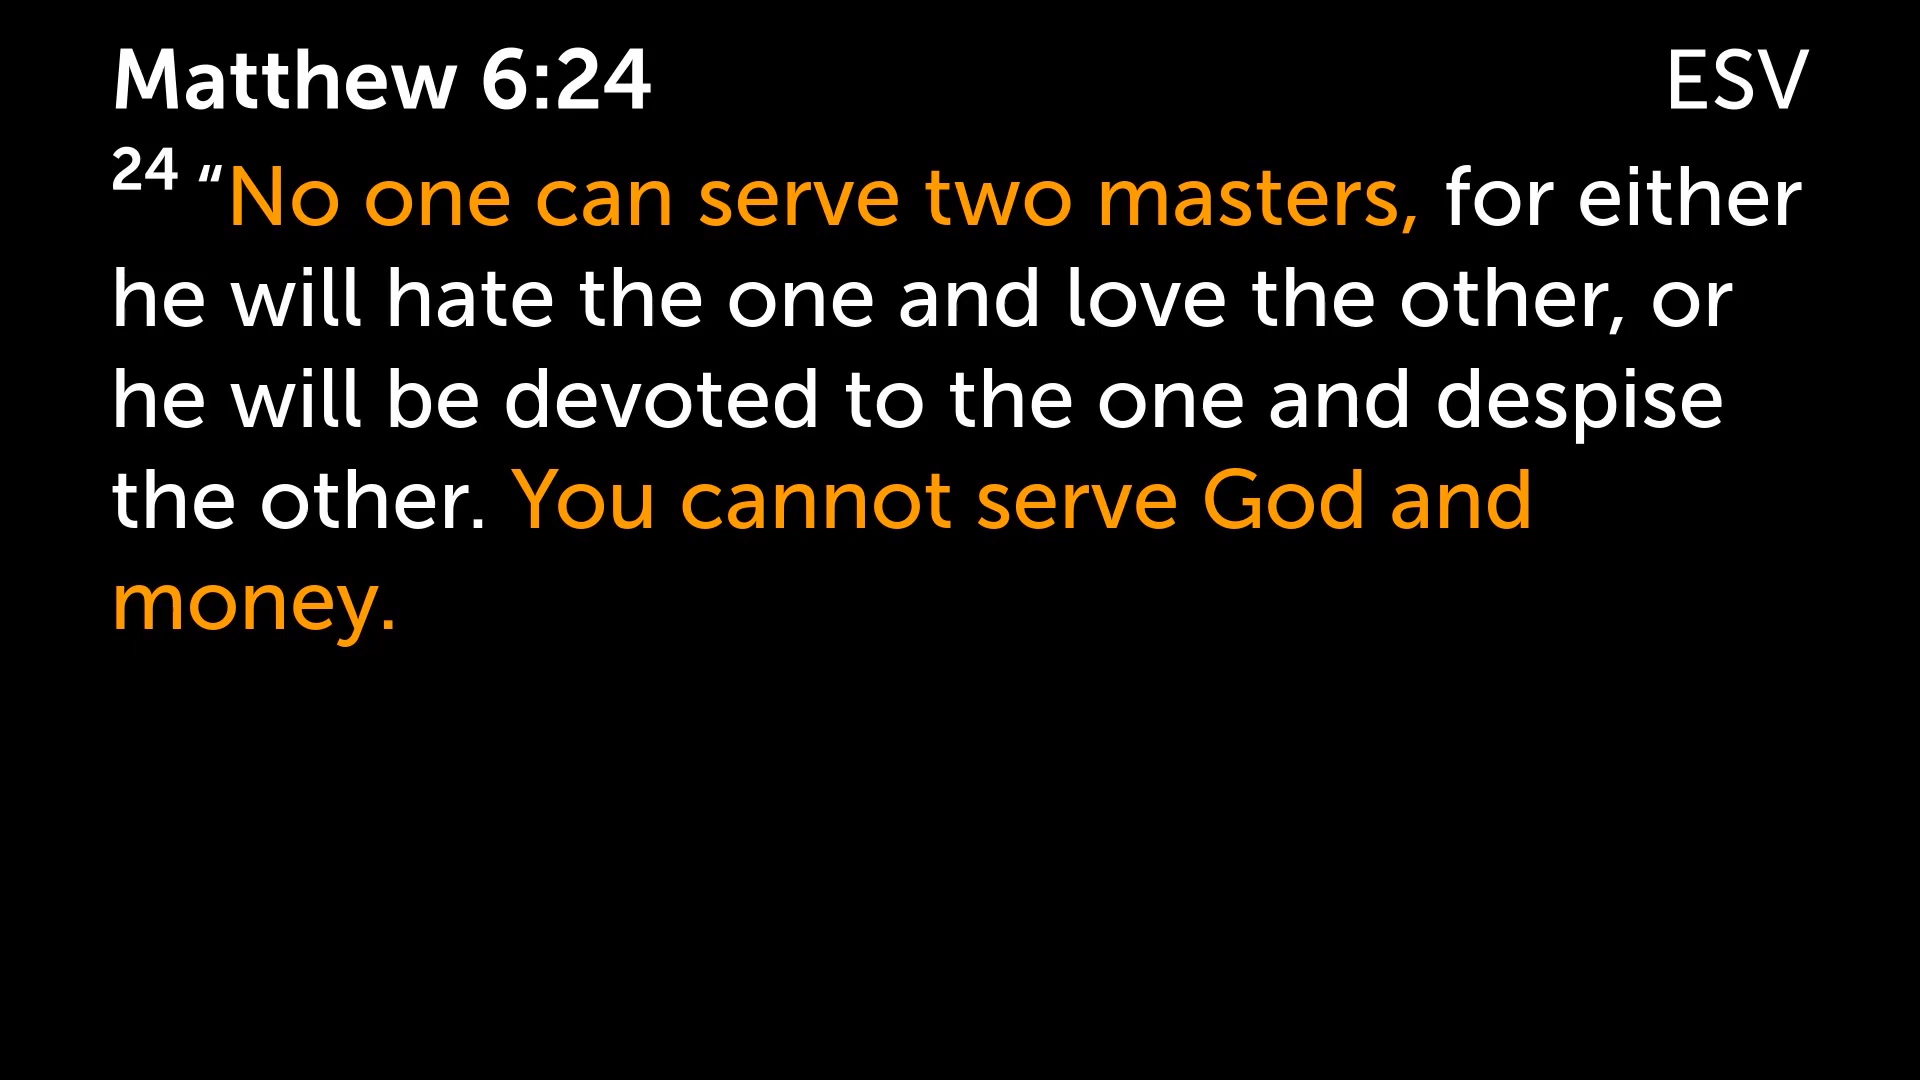 Matthew 6:24 ESV
24 “No one can serve two masters, for either
he will hate the one and love the other, or
he will be devoted to the one and despise
the other. You cannot serve God and
money.